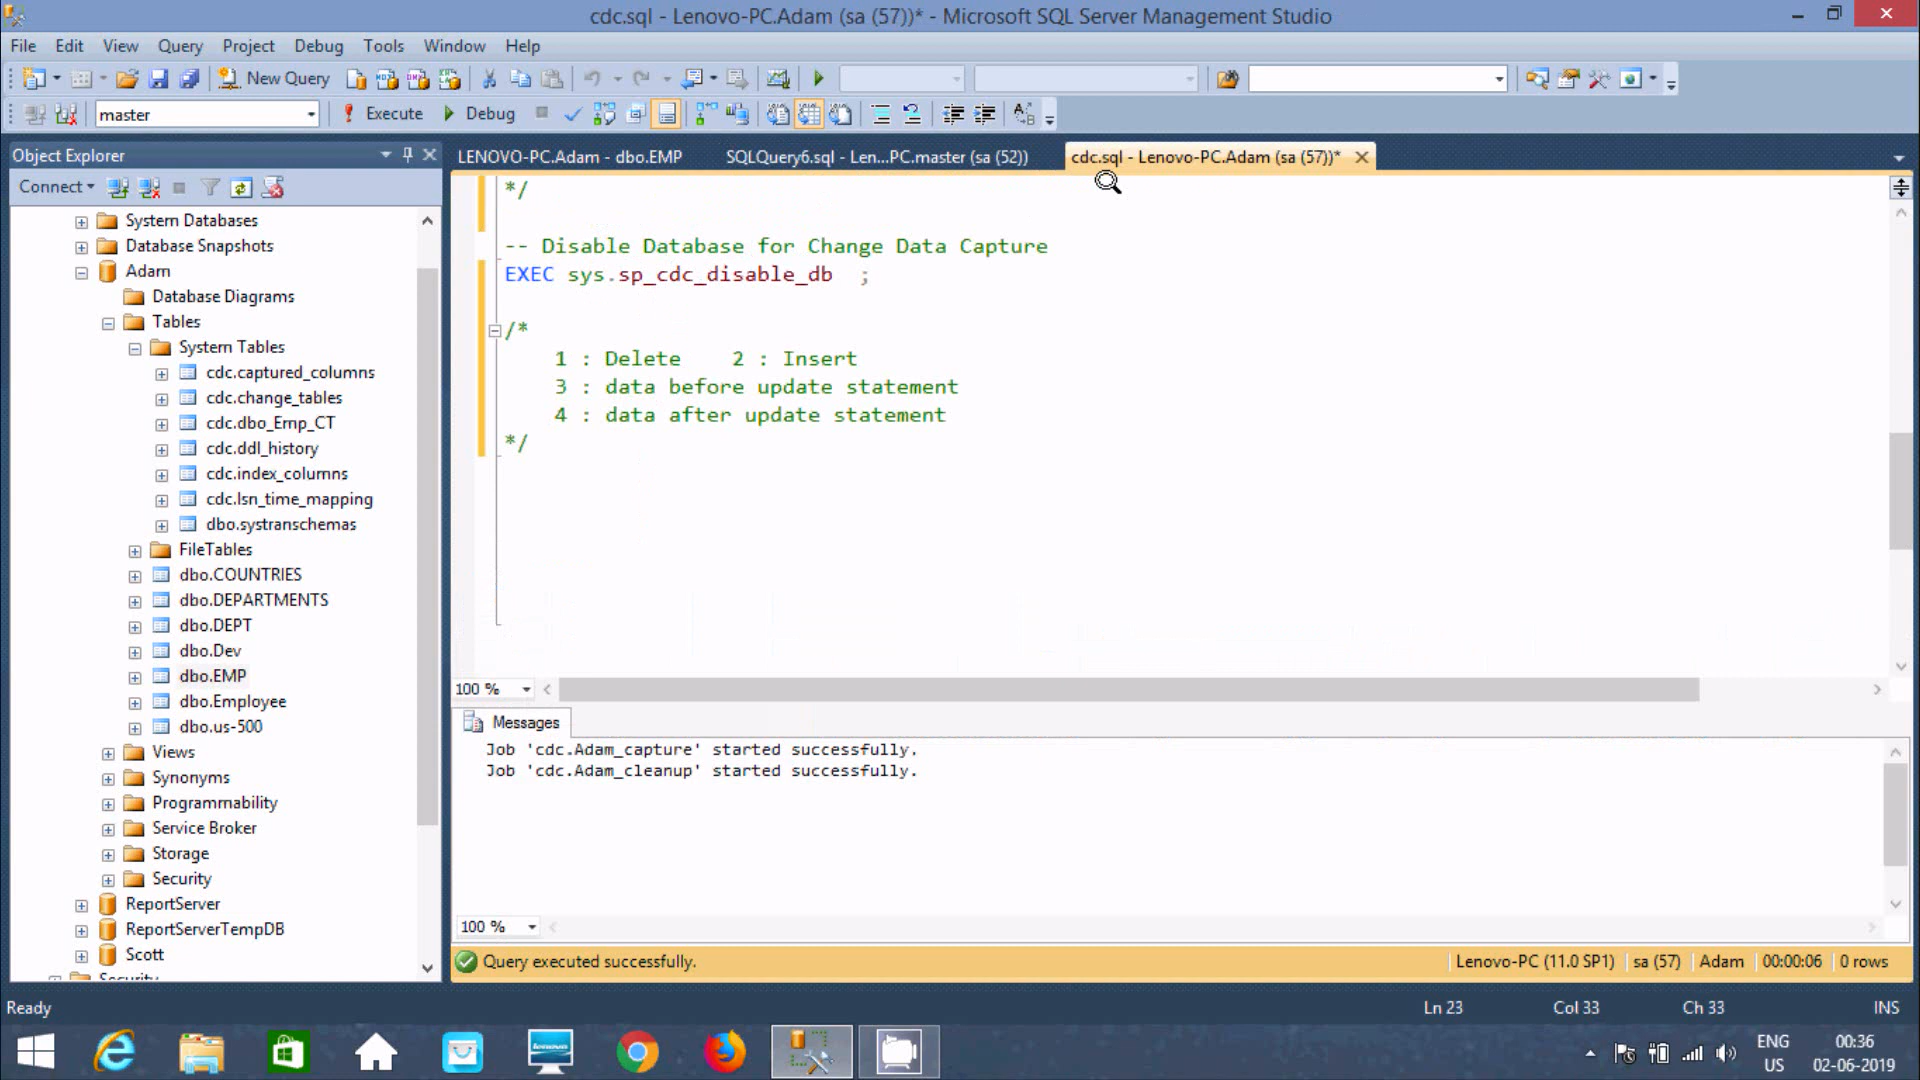 cdc.sql - Lenovo-PC.Adam (sa (57))* - Microsoft SQL Server Management Studio
File Edit View Query Project Debug Tools Window Help
New Query
master Execute Debug
Object Explorer
LENOVO-PC.Adam - dbo.EMP SQLQuery6.sql - Len...PC.master (sa (52)) cdc.sql - Lenovo-PC.Adam (sa (57))*
Connect
System Databases
Database Snapshots
Adam
Database Diagrams
Tables
System Tables
cdc.captured_columns
cdc.change_tables
cdc.dbo_Emp_CT
cdc.ddl_history
cdc.index_columns
cdc.lsn_time_mapping
dbo.systranschemas
FileTables
dbo.COUNTRIES
dbo.DEPARTMENTS
dbo.DEPT
dbo.Dev
dbo.EMP
dbo.Employee
dbo.us-500
Views
Synonyms
Programmability
Service Broker
Storage
Security
ReportServer
ReportServerTempDB
Scott
Security
*/
-- Disable Database for Change Data Capture
EXEC sys.sp_cdc_disable_db ;
/*
1 : Delete 2 : Insert
3 : data before update statement
4 : data after update statement
*/
100 %
Messages
Job 'cdc.Adam_capture' started successfully.
Job 'cdc.Adam_cleanup' started successfully.
100 %
Query executed successfully. Lenovo-PC (11.0 SP1) sa (57) Adam 00:00:06 0 rows
Ready Ln 23 Col 33 Ch 33 INS
ENG 00:36
US 02-06-2019